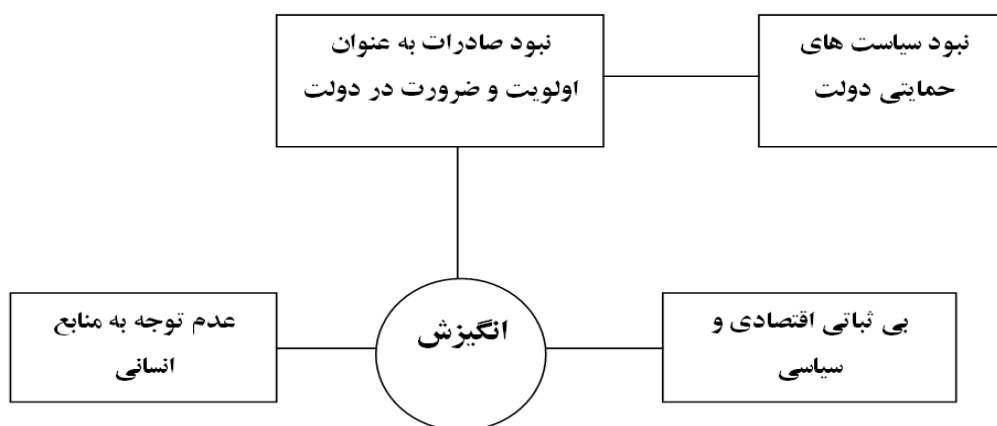 نبود سیاست های
حمایتی دولت
نبود صادرات به عنوان
اولویت و ضرورت در دولت
بی ثباتی اقتصادی و
سیاسی
انگیزش
عدم توجه به منابع
انسانی